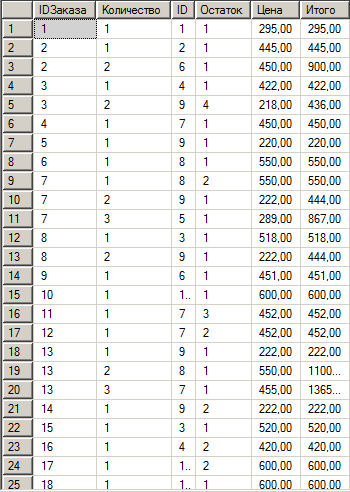 IDЗаказа Количество ID Остаток Цена Итого
1 1 1 1 1 295,00 295,00
2 2 1 2 1 445,00 445,00
3 2 2 6 1 450,00 900,00
4 3 1 4 1 422,00 422,00
5 3 2 9 4 218,00 436,00
6 4 1 7 1 450,00 450,00
7 5 1 9 1 220,00 220,00
8 6 1 8 1 550,00 550,00
9 7 1 8 2 550,00 550,00
10 7 2 9 1 222,00 444,00
11 7 3 5 1 289,00 867,00
12 8 1 3 1 518,00 518,00
13 8 2 9 1 222,00 444,00
14 9 1 6 1 451,00 451,00
15 10 1 1.. 1 600,00 600,00
16 11 1 7 3 452,00 452,00
17 12 1 7 2 452,00 452,00
18 13 1 9 1 222,00 222,00
19 13 2 8 1 550,00 1100...
20 13 3 7 1 455,00 1365...
21 14 1 9 2 222,00 222,00
22 15 1 3 1 520,00 520,00
23 16 1 4 2 420,00 420,00
24 17 1 1.. 2 600,00 600,00
25 18 1 1.. 1 600,00 600,00